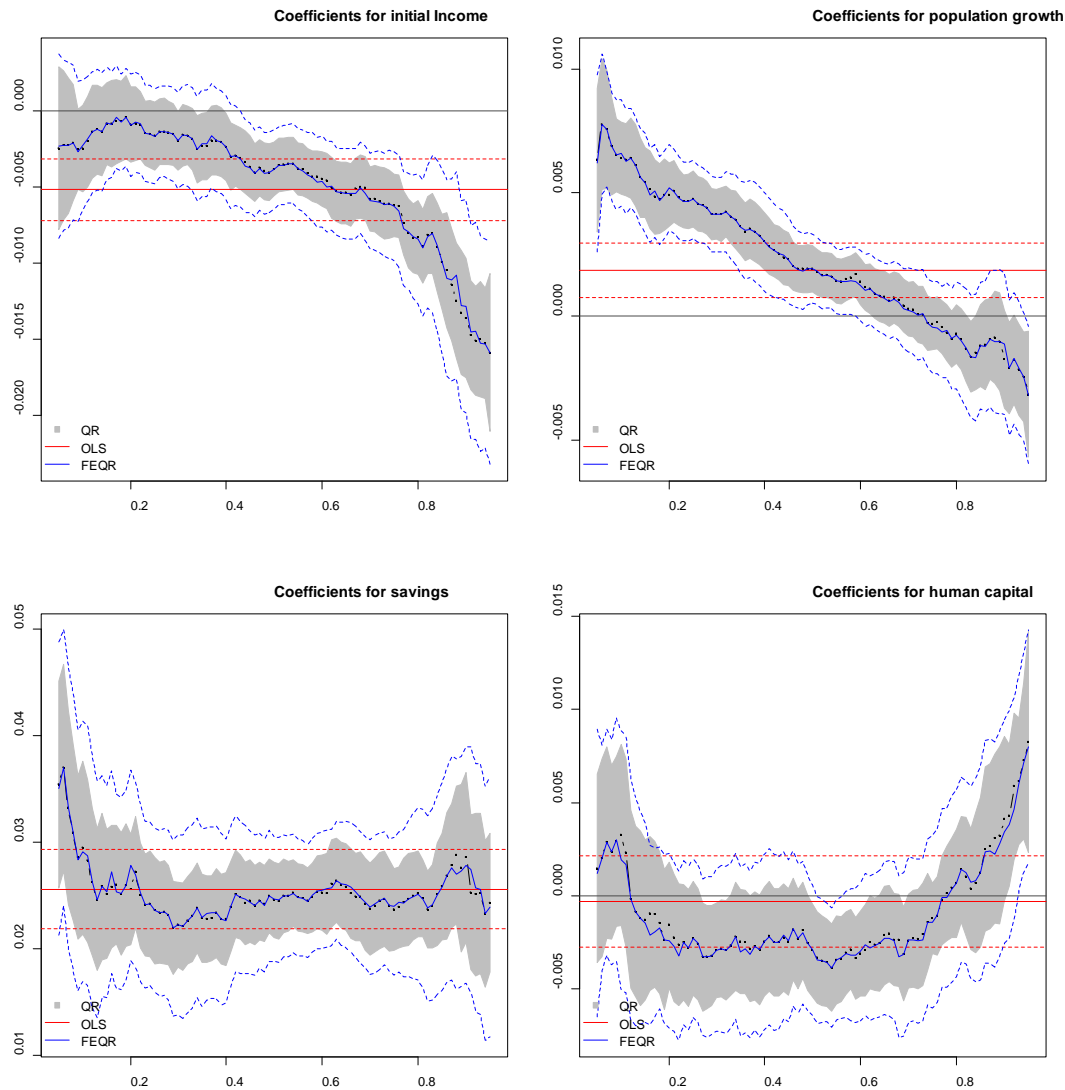 Coefficients for initial Income
0.000
-0.005
-0.010
-0.015
-0.020
QR
OLS
FEQR
0.2 0.4 0.6 0.8
Coefficients for population growth
0.010
0.005
0.000
-0.005
QR
OLS
FEQR
0.2 0.4 0.6 0.8
Coefficients for savings
0.05
0.04
0.03
0.02
0.01
QR
OLS
FEQR
0.2 0.4 0.6 0.8
Coefficients for human capital
0.015
0.010
0.005
0.000
-0.005
QR
OLS
FEQR
0.2 0.4 0.6 0.8